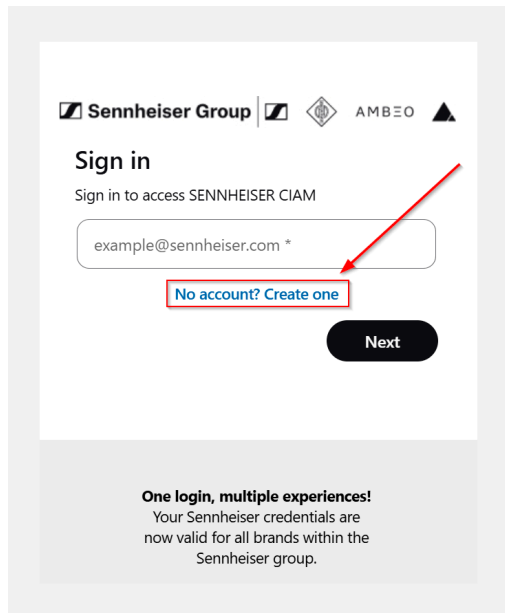 Sennheiser Group AMBEO
Sign in
Sign in to access SENNHEISER CIAM
example@sennheiser.com *
No account? Create one
Next
One login, multiple experiences!
Your Sennheiser credentials are
now valid for all brands within the
Sennheiser group.